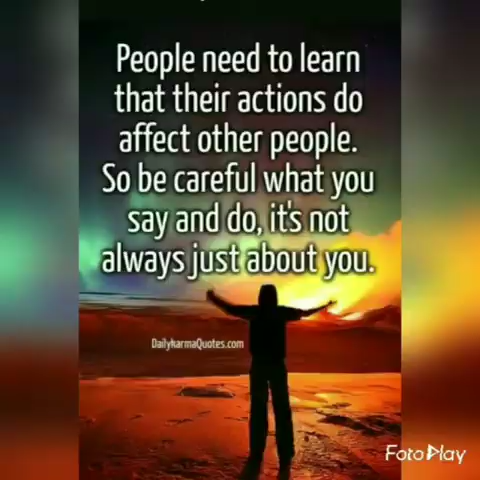 People need to learn
that their actions do
affect other people.
So be careful what you
say and do, it's not
always just about you.
DailykarmaQuotes.com
FotoPlay